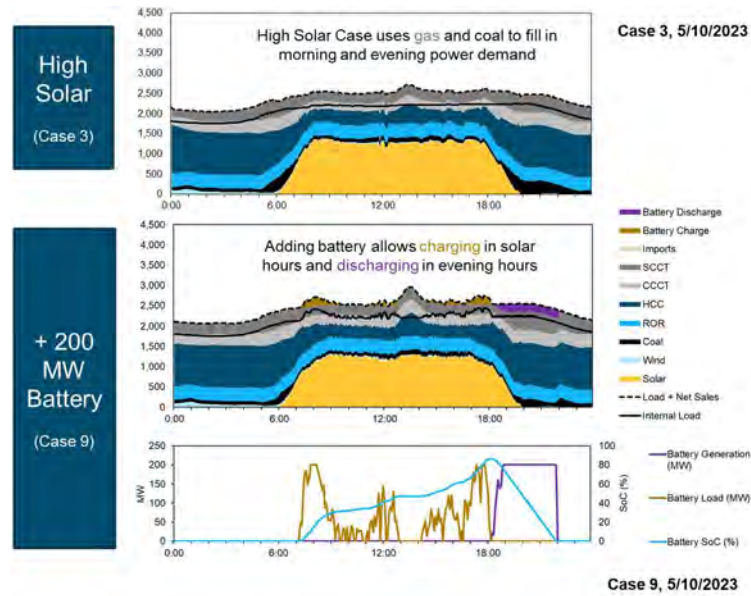 High
Solar
(Case 3)
Case 3, 5/10/2023
High Solar Case uses gas and coal to fill in
morning and evening power demand
4,500
4,000
3,500
3,000
2,500
2,000
1,500
1,000
500
0
0:00
6:00
12:00
18:00
+ 200
MW
Battery
(Case 9)
Adding battery allows charging in solar
hours and discharging in evening hours
4,500
4,000
3,500
3,000
2,500
2,000
1,500
1,000
500
0
0:00
6:00
12:00
18:00
Battery Discharge
Battery Charge
Imports
SCCT
CCCT
HCC
ROR
Coal
Wind
Solar
Load + Net Sales
Internal Load
MW
250
200
150
100
50
0
0:00
6:00
12:00
18:00
100
80
60
40
20
0
SoC (%)
Battery Generation
(MW)
Battery Load (MW)
Battery SoC (%)
Case 9, 5/10/2023